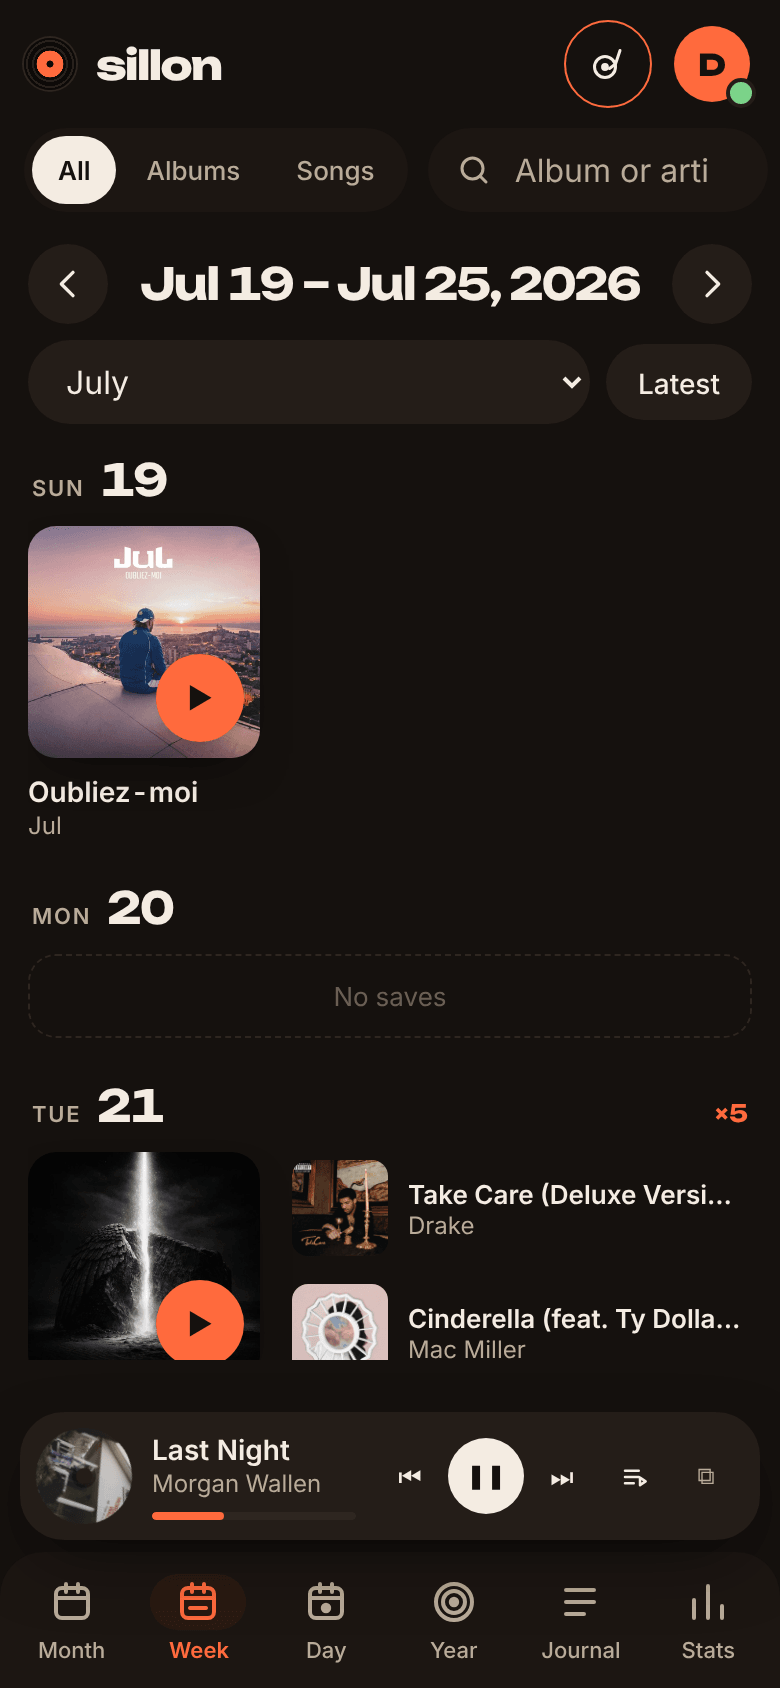 sillon
D
All
Albums
Songs
Album or arti
Jul 19 – Jul 25, 2026
July
Latest
SUN 19
JuL
OUBLIEZ-MOI
Oubliez-moi
Jul
MON 20
No saves
TUE 21
×5
Take Care (Deluxe Versi...
Drake
Cinderella (feat. Ty Dolla...
Mac Miller
Last Night
Morgan Wallen
Month
Week
Day
Year
Journal
Stats